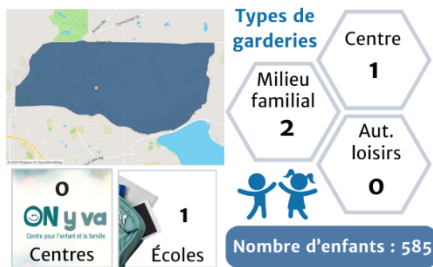 Types de
garderies
Centre
1
Milieu
familial
2
Aut.
loisirs
0
0
ON y va
Centre pour l'enfant et la famille
Centres
1
Écoles
Nombre d'enfants : 585